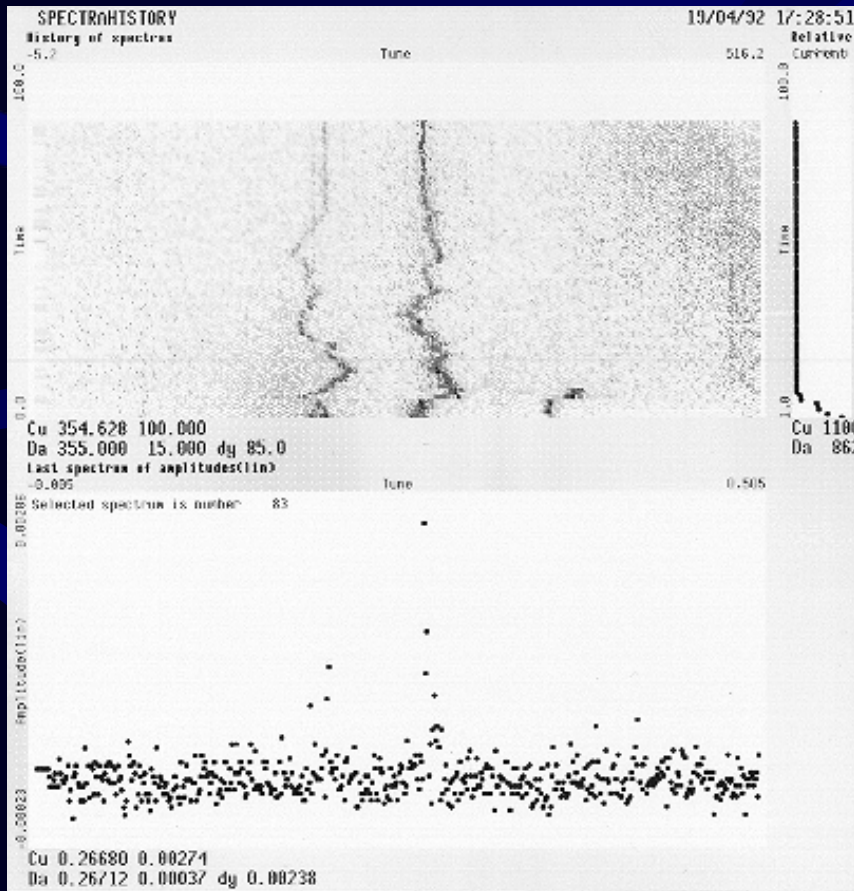 SPECTRAHISTORY 19/04/92 17:28:51
History of spectrum Relative
-5.2 Tune 516.2 Current
100.0 100.0
Time Time
0.0 1.0
Cu 354.628 100.000 Cu 1100
Da 355.000 15.000 dy 85.0 Da 862
Last spectrum of amplitudes(lin)
-0.005 Tune 0.505
Selected spectrum is number 83
0.00286
Amplitude(lin)
-0.00023
Cu 0.26680 0.00274
Da 0.26712 0.00037 dy 0.00238